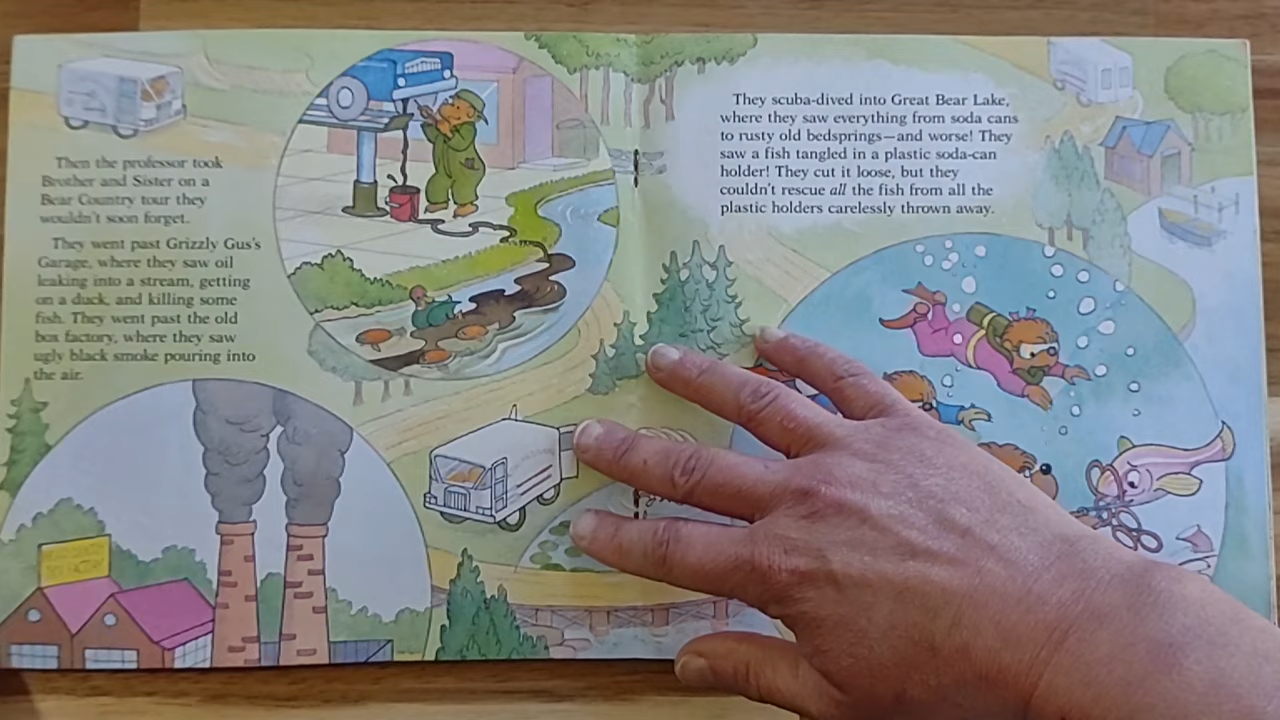 Then the professor took
Brother and Sister on a
Bear Country tour they
wouldn't soon forget.
They went past Grizzly Gus's
Garage, where they saw oil
leaking into a stream, getting
on a duck, and killing some
fish. They went past the old
box factory, where they saw
ugly black smoke pouring into
the air.
They scuba-dived into Great Bear Lake,
where they saw everything from soda cans
to rusty old bedsprings—and worse! They
saw a fish tangled in a plastic soda-can
holder! They cut it loose, but they
couldn't rescue all the fish from all the
plastic holders carelessly thrown away.